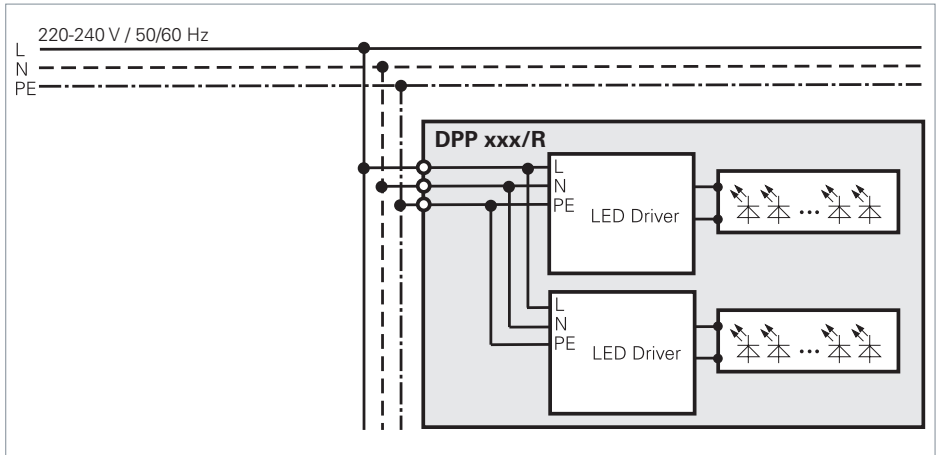 220-240 V / 50/60 Hz
L
N
PE
DPP xxx/R
L
N
PE
LED Driver
...
L
N
PE
LED Driver
...